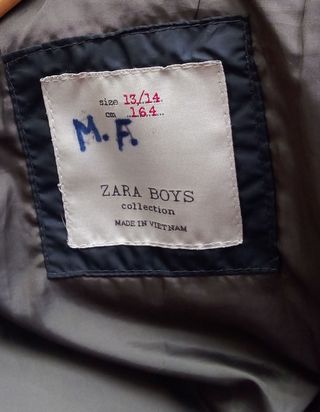 size 13/14
cm 164
M.F.
ZARA BOYS
collection
MADE IN VIETNAM